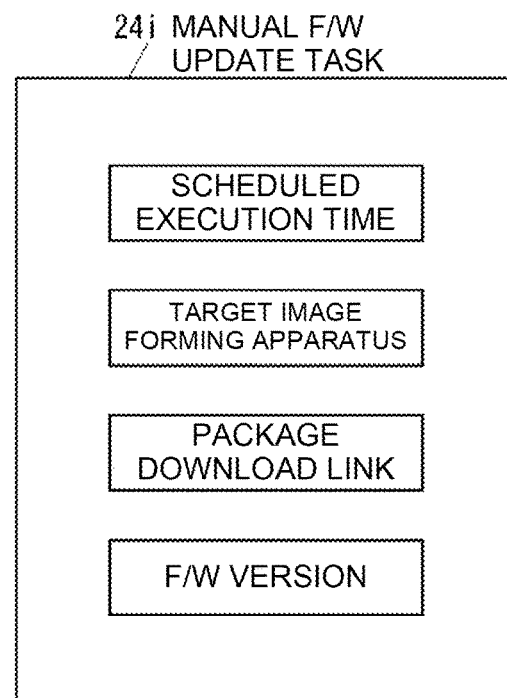 24i MANUAL F/W
UPDATE TASK
SCHEDULED
EXECUTION TIME
TARGET IMAGE
FORMING APPARATUS
PACKAGE
DOWNLOAD LINK
F/W VERSION